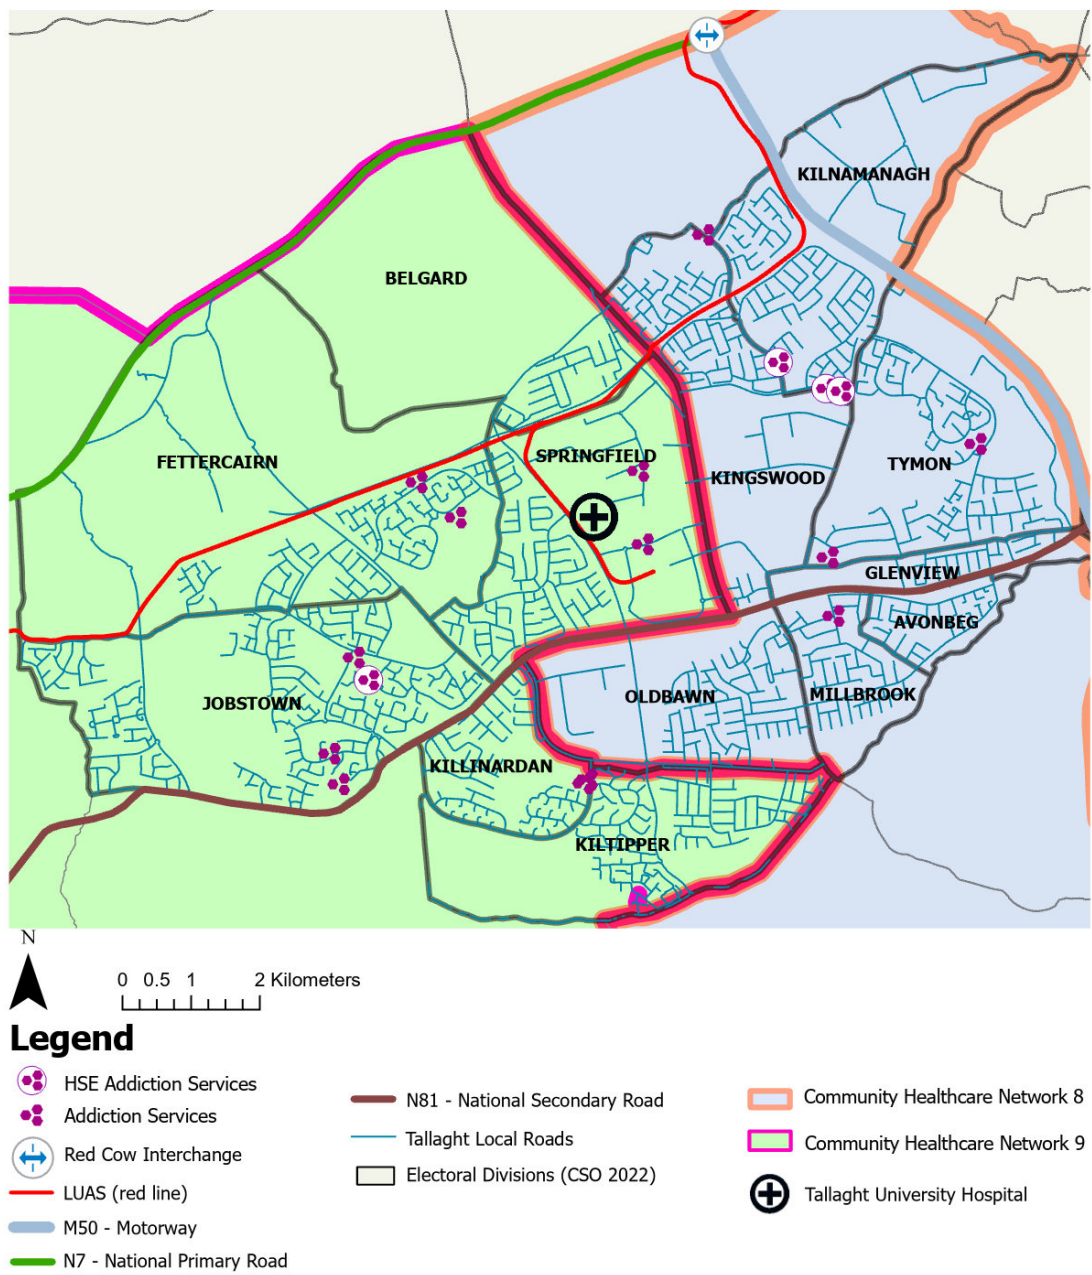 KILNAMANAGH
BELGARD
FETTERCAIRN
SPRINGFIELD
KINGSWOOD
TYMON
GLENVIEW
AVONBEG
JOBSTOWN
OLDBAWN
MILLBROOK
KILLINARDAN
KILTIPPER
N
0 0.5 1 2 Kilometers
Legend
HSE Addiction Services
Addiction Services
Red Cow Interchange
LUAS (red line)
M50 - Motorway
N7 - National Primary Road
N81 - National Secondary Road
Tallaght Local Roads
Electoral Divisions (CSO 2022)
Community Healthcare Network 8
Community Healthcare Network 9
Tallaght University Hospital